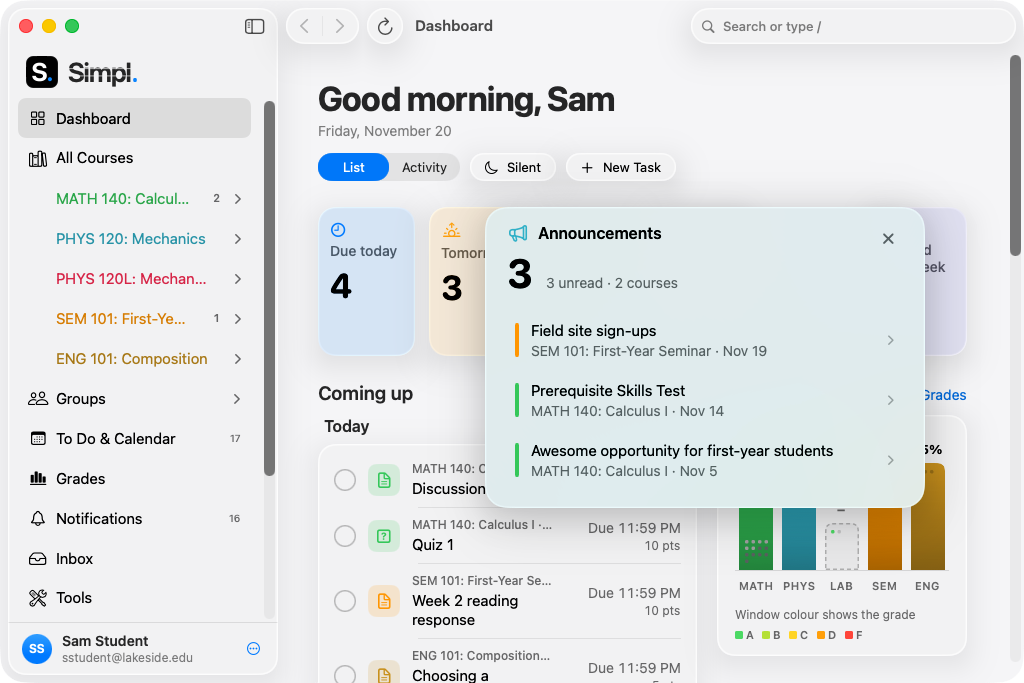 Dashboard
Search or type /
S.
Simpl.
Dashboard
All Courses
MATH 140: Calcul... 2
PHYS 120: Mechanics
PHYS 120L: Mechan...
SEM 101: First-Ye... 1
ENG 101: Composition
Groups
To Do & Calendar 17
Grades
Notifications 16
Inbox
Tools
SS
Sam Student
sstudent@lakeside.edu
Good morning, Sam
Friday, November 20
List Activity Silent + New Task
Due today
4
3
Announcements
3 3 unread · 2 courses
Field site sign-ups
SEM 101: First-Year Seminar · Nov 19
Prerequisite Skills Test
MATH 140: Calculus I · Nov 14
Awesome opportunity for first-year students
MATH 140: Calculus I · Nov 5
Coming up
Grades
Today
MATH 140:
Discussion
MATH 140: Calculus I ·...
Quiz 1
Due 11:59 PM
10 pts
SEM 101: First-Year Se...
Week 2 reading
response
Due 11:59 PM
10 pts
ENG 101: Composition...
Choosing a
Due 11:59 PM
MATH PHYS LAB SEM ENG
Window colour shows the grade
A B C D F